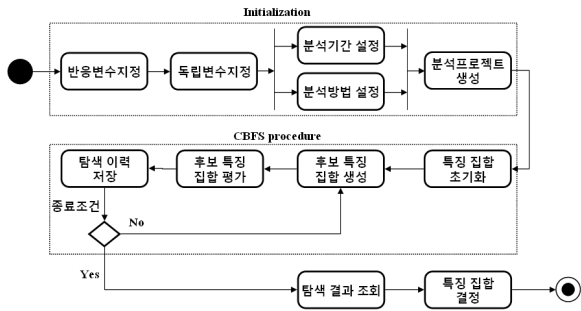 Initialization
반응변수지정
독립변수지정
분석기간 설정
분석방법 설정
분석프로젝트
생성
CBFS procedure
탐색 이력
저장
후보 특징
집합 평가
후보 특징
집합 생성
특징 집합
초기화
종료조건
No
Yes
탐색 결과 조회
특징 집합
결정